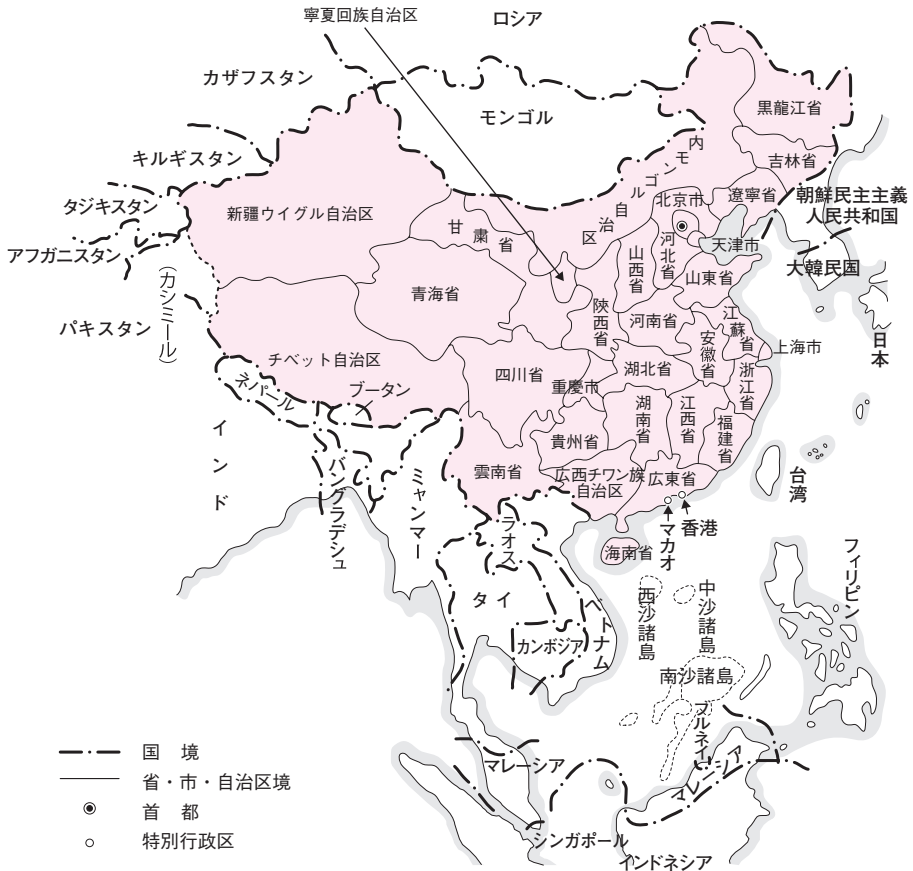 寧夏回族自治区
ロシア
カザフスタン
モンゴル
黒龍江省
内モンゴル自治区
キルギスタン
吉林省
タジキスタン
新疆ウイグル自治区
北京市
遼寧省
朝鮮民主主義
人民共和国
甘粛省
アフガニスタン
天津市
河北省
山西省
大韓民国
(カシミール)
青海省
山東省
パキスタン
陝西省
河南省
江蘇省
安徽省
上海市
日本
チベット自治区
四川省
重慶市
湖北省
浙江省
ネパール
ブータン
インド
湖南省
江西省
福建省
貴州省
バングラデシュ
ミャンマー
雲南省
広西チワン族
自治区
広東省
台湾
香港
マカオ
ラオス
海南省
フィリピン
タイ
ベトナム
西沙諸島
中沙諸島
カンボジア
南沙諸島
ブルネイ
マレーシア
マレーシア
シンガポール
インドネシア
国 境
省・市・自治区境
首 都
特別行政区